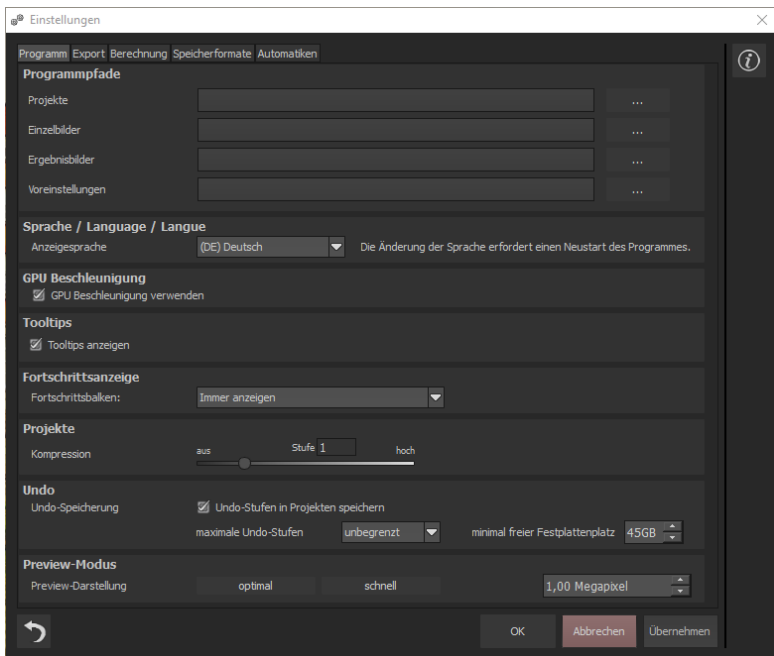 Einstellungen
Programm Export Berechnung Speicherformate Automatiken
Programmpfade
Projekte ...
Einzelbilder ...
Ergebnisbilder ...
Voreinstellungen ...
Sprache / Language / Langue
Anzeigesprache (DE) Deutsch Die Änderung der Sprache erfordert einen Neustart des Programmes.
GPU Beschleunigung
GPU Beschleunigung verwenden
Tooltips
Tooltips anzeigen
Fortschrittsanzeige
Fortschrittsbalken: Immer anzeigen
Projekte
Kompression aus Stufe 1 hoch
Undo
Undo-Speicherung Undo-Stufen in Projekten speichern
maximale Undo-Stufen unbegrenzt minimal freier Festplattenplatz 45GB
Preview-Modus
Preview-Darstellung optimal schnell 1,00 Megapixel
OK Abbrechen Übernehmen